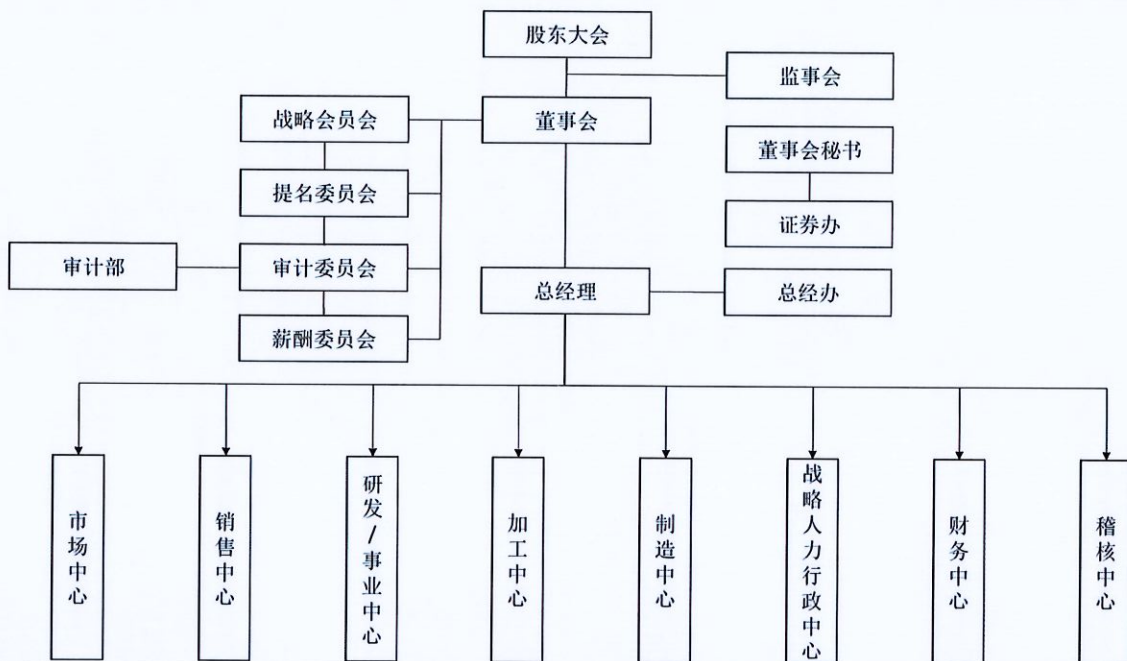 股东大会
监事会
战略会员会
董事会
董事会秘书
提名委员会
证券办
审计部
审计委员会
总经理
总经办
薪酬委员会
市场中心
销售中心
研发/事业中心
加工中心
制造中心
战略人力行政中心
财务中心
稽核中心